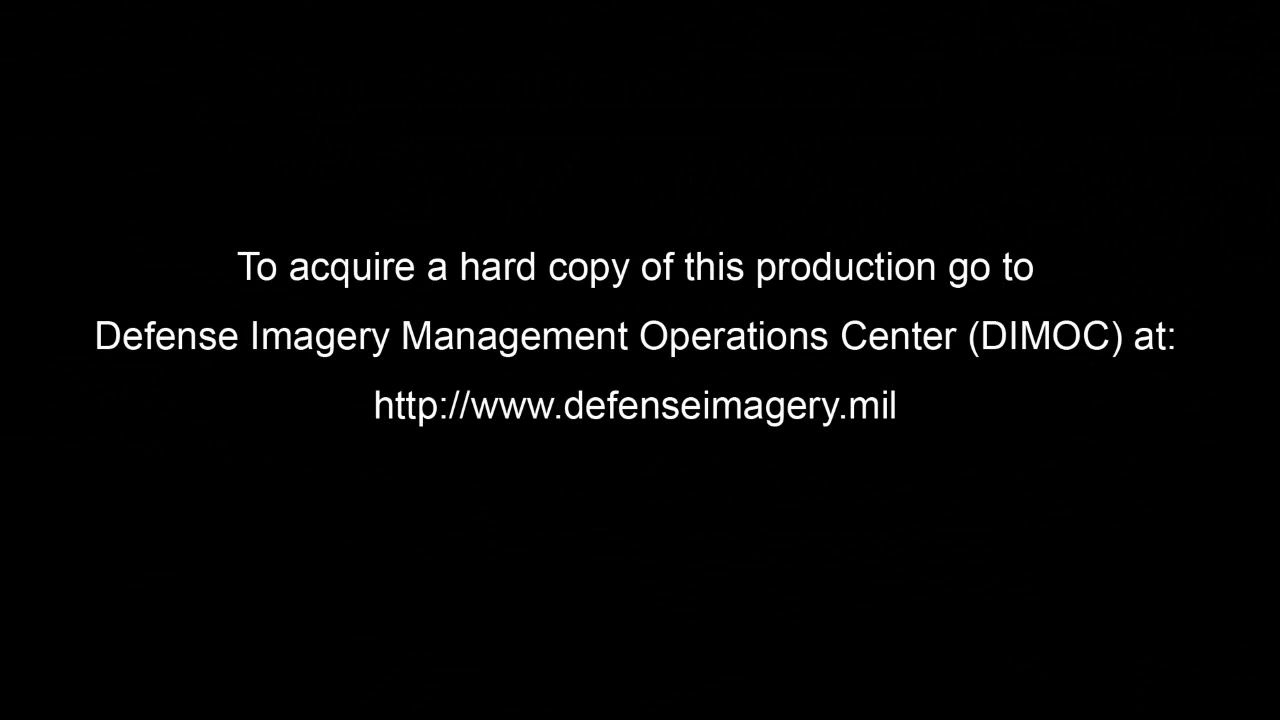 To acquire a hard copy of this production go to
Defense Imagery Management Operations Center (DIMOC) at:
http://www.defenseimagery.mil